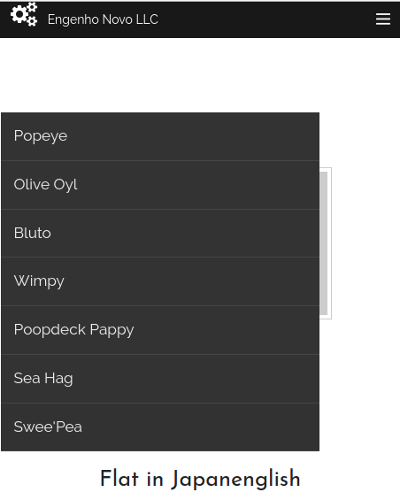 Engenho Novo LLC
Popeye
Olive Oyl
Bluto
Wimpy
Poopdeck Pappy
Sea Hag
Swee'Pea
Flat in Japanenglish